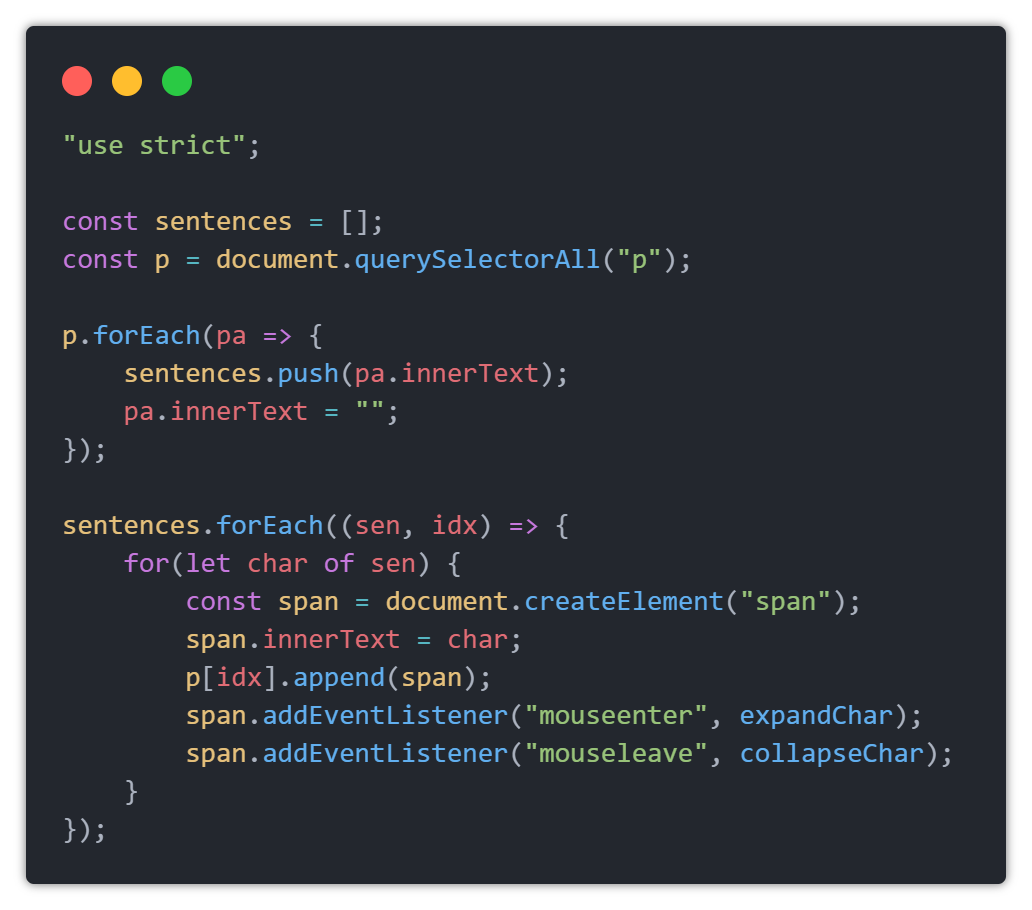 "use strict";

const sentences = [];
const p = document.querySelectorAll("p");

p.forEach(pa => {
    sentences.push(pa.innerText);
    pa.innerText = "";
});

sentences.forEach((sen, idx) => {
    for(let char of sen) {
        const span = document.createElement("span");
        span.innerText = char;
        p[idx].append(span);
        span.addEventListener("mouseenter", expandChar);
        span.addEventListener("mouseleave", collapseChar);
    }
});